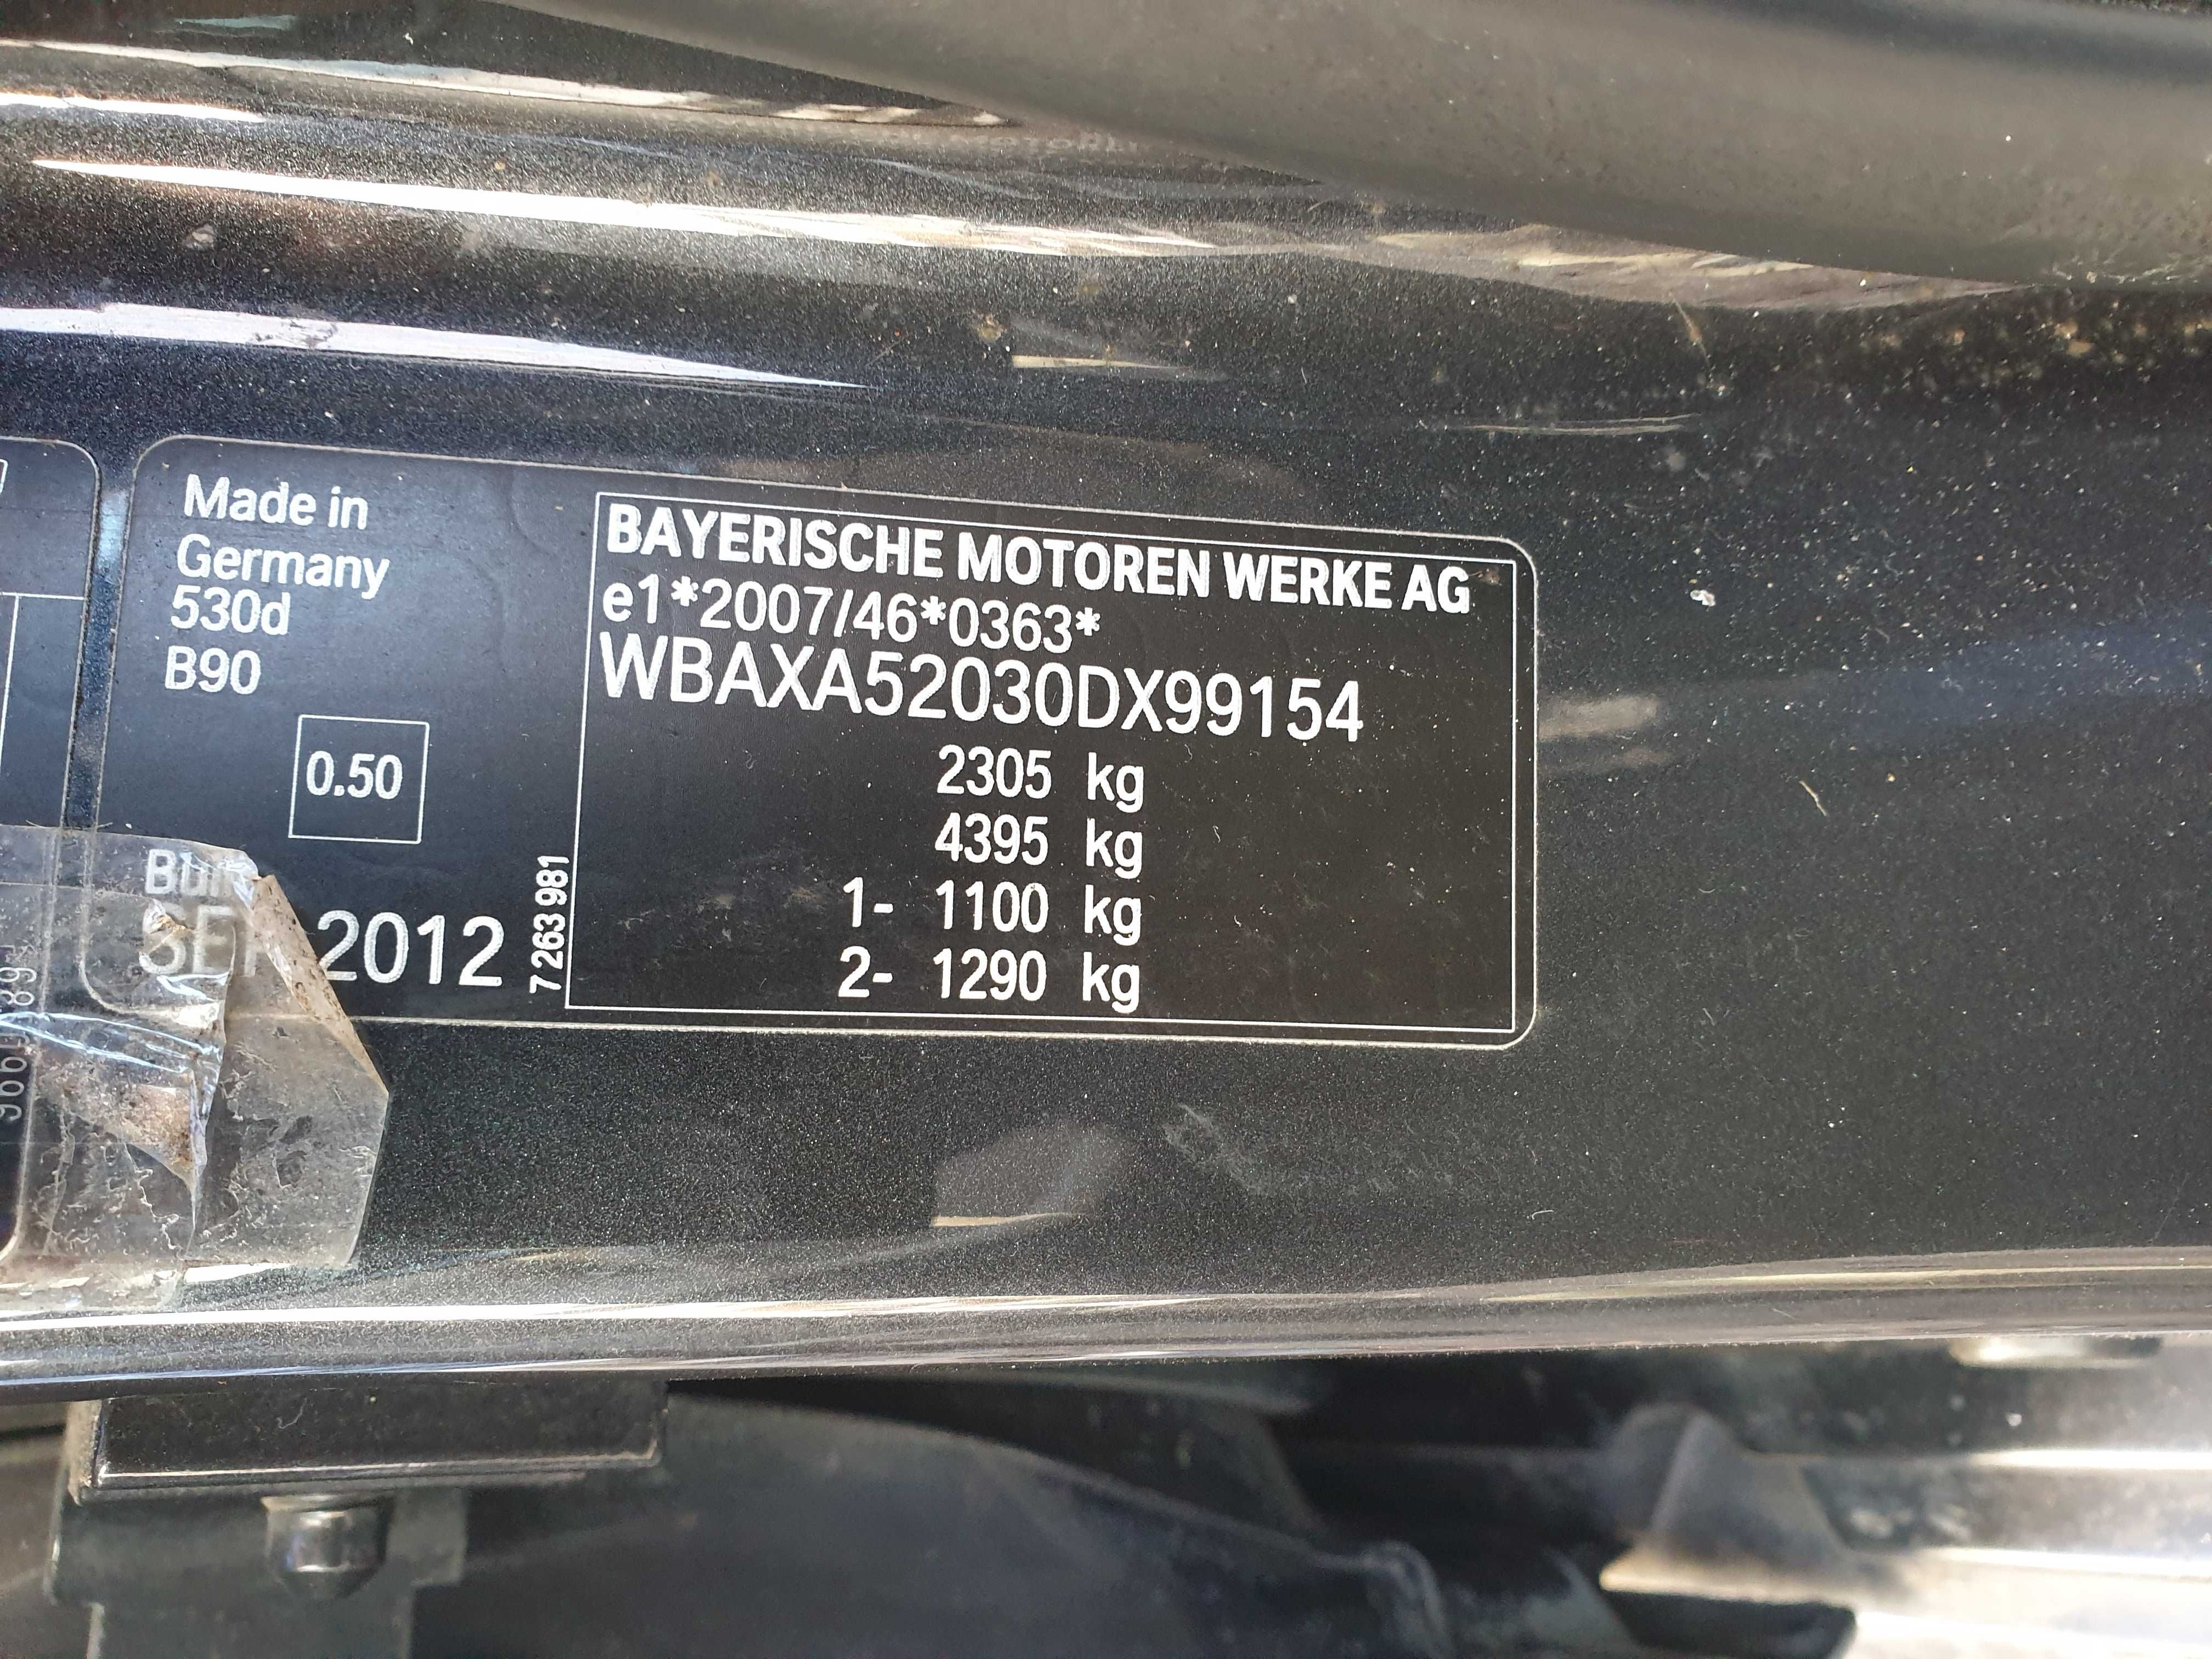 Made in
Germany
530d
B90
0.50
2012
7 263 981
BAYERISCHE MOTOREN WERKE AG
e1*2007/46*0363*
WBAXA52030DX99154
2305 kg
4395 kg
1- 1100 kg
2- 1290 kg